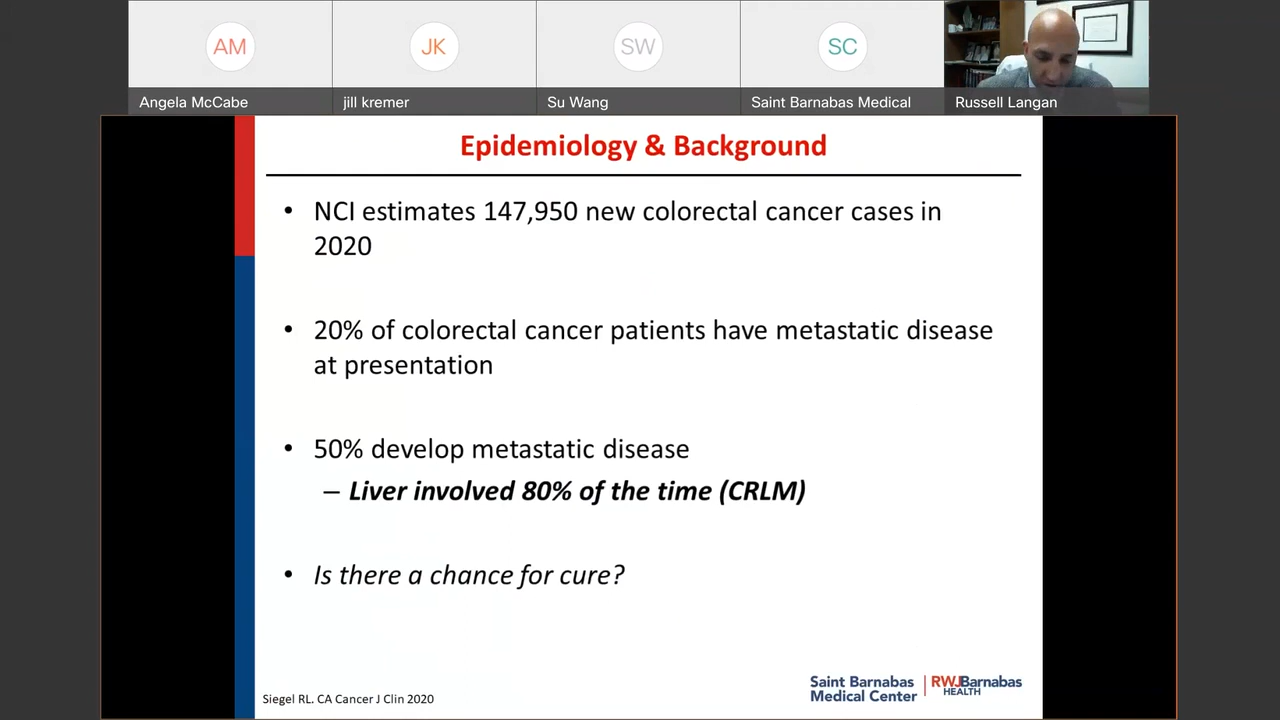 AM
JK
SW
SC
Angela McCabe
jill kremer
Su Wang
Saint Barnabas Medical
Russell Langan
Epidemiology & Background
• NCI estimates 147,950 new colorectal cancer cases in
2020
• 20% of colorectal cancer patients have metastatic disease
at presentation
• 50% develop metastatic disease
– Liver involved 80% of the time (CRLM)
• Is there a chance for cure?
Siegel RL. CA Cancer J Clin 2020
Saint Barnabas
Medical Center
RWJBarnabas
HEALTH